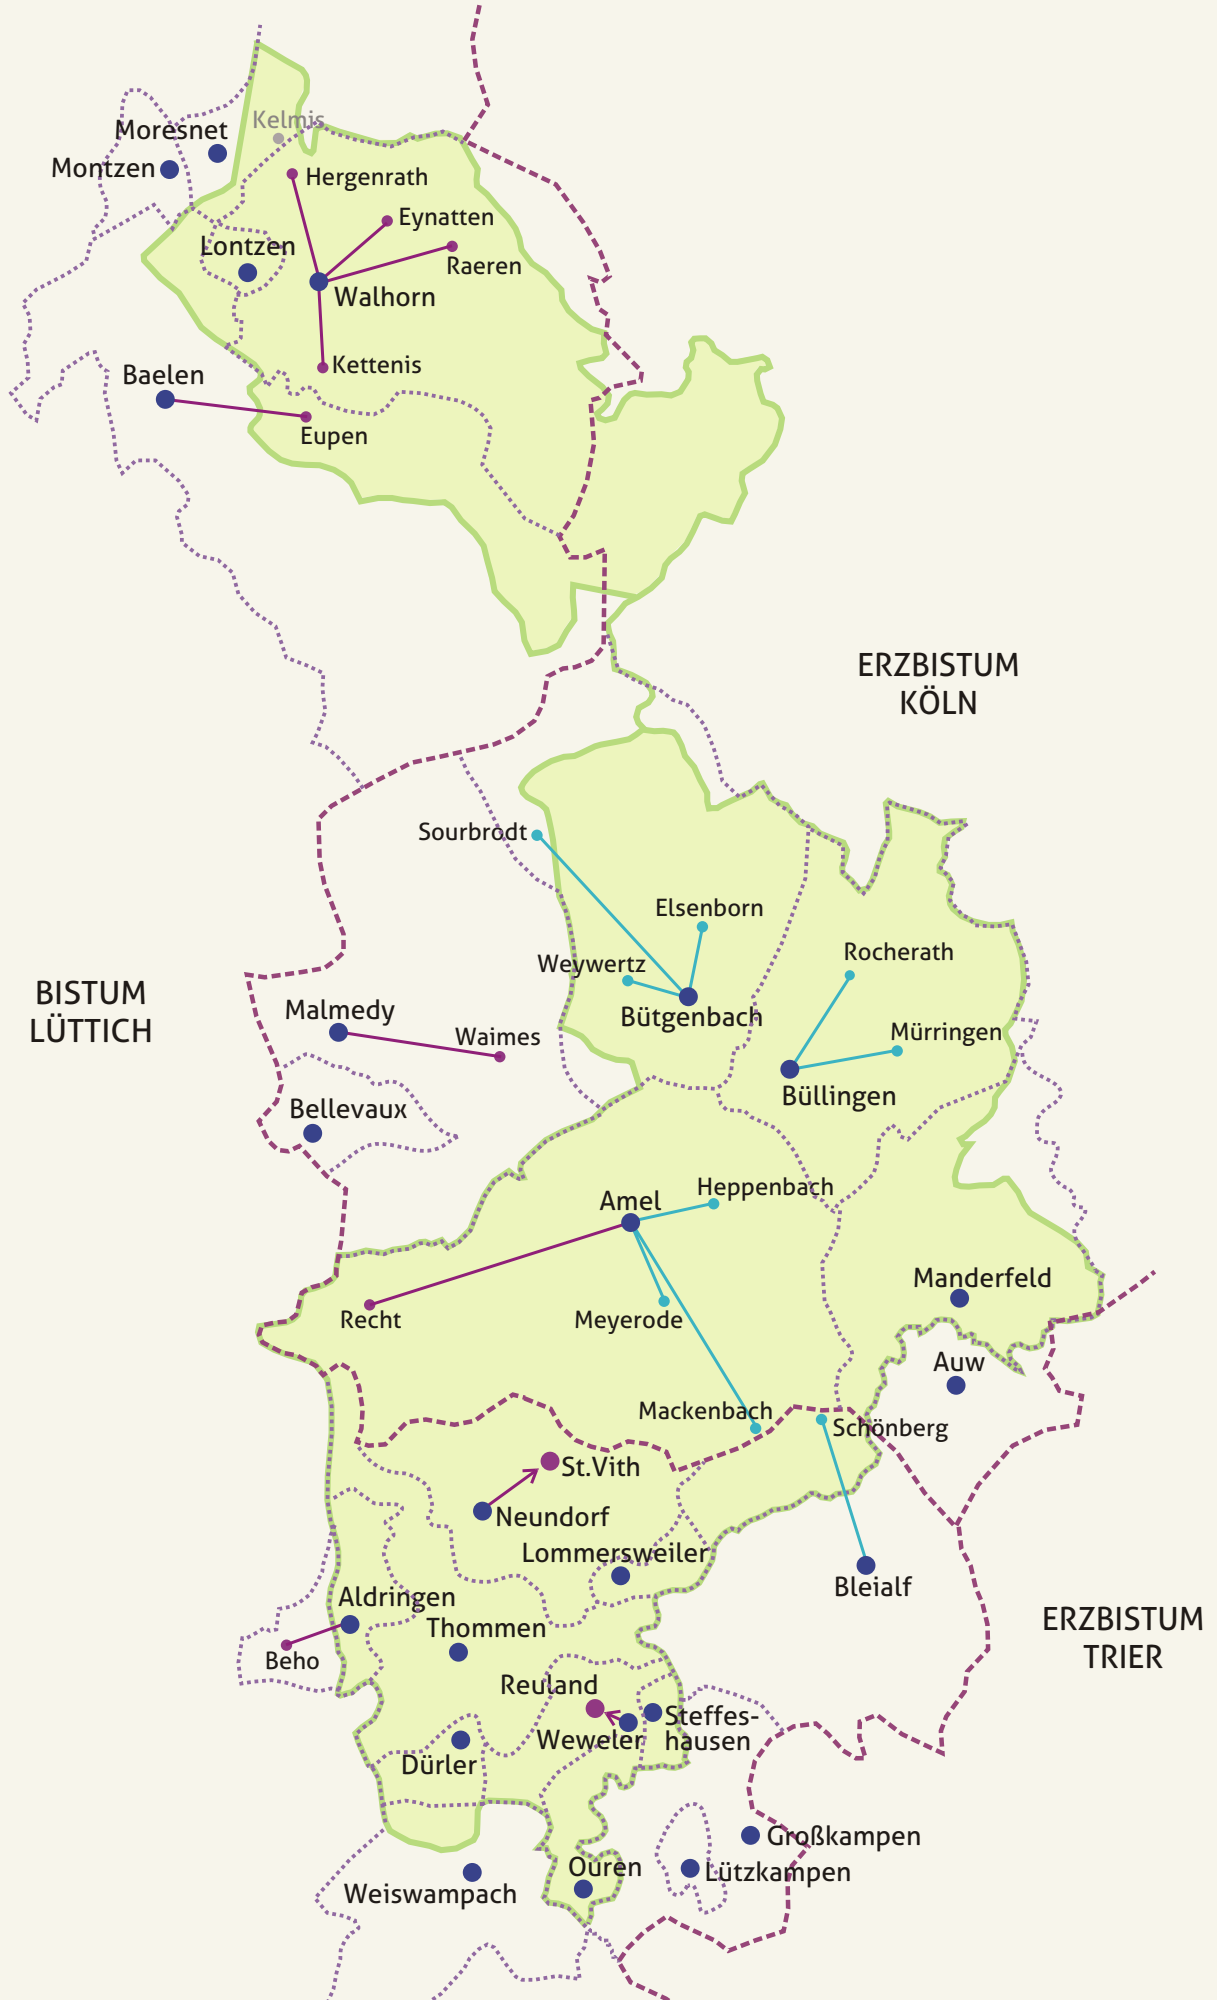 Kelmis
Moresnet
Montzen
Hergenrath
Eynatten
Lontzen
Raeren
Walhorn
Kettenis
Baelen
Eupen
ERZBISTUM
KÖLN
Sourbrodt
Elsenborn
Rocherath
Weywertz
BISTUM
LÜTTICH
Malmedy
Bütgenbach
Waimes
Mürringen
Büllingen
Bellevaux
Heppenbach
Amel
Manderfeld
Recht
Meyerode
Auw
Mackenbach
Schönberg
St.Vith
Neundorf
Lommersweiler
Bleialf
Aldringen
ERZBISTUM
TRIER
Thommen
Beho
Reuland
Steffes-
hausen
Weweler
Dürler
Großkampen
Ouren
Lützkampen
Weiswampach